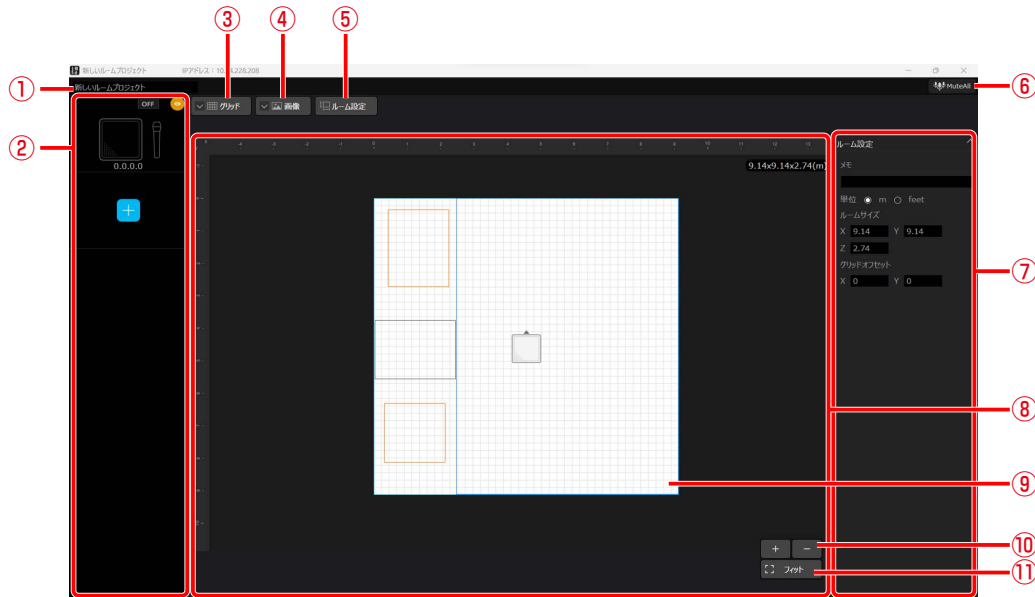 ③ ④ ⑤
新しいルームプロジェクト IPアドレス : 10.24.228.208
① 新しいルームプロジェクト MuteAll ⑥
OFF グリッド 画像 ルーム設定
②
0.0.0.0
+
9.14x9.14x2.74(m)
ルーム設定
メモ
単位 m feet
ルームサイズ
X 9.14 Y 9.14
Z 2.74
グリッドオフセット
X 0 Y 0
⑦
⑧
⑨
+ − ⑩
フィット ⑪